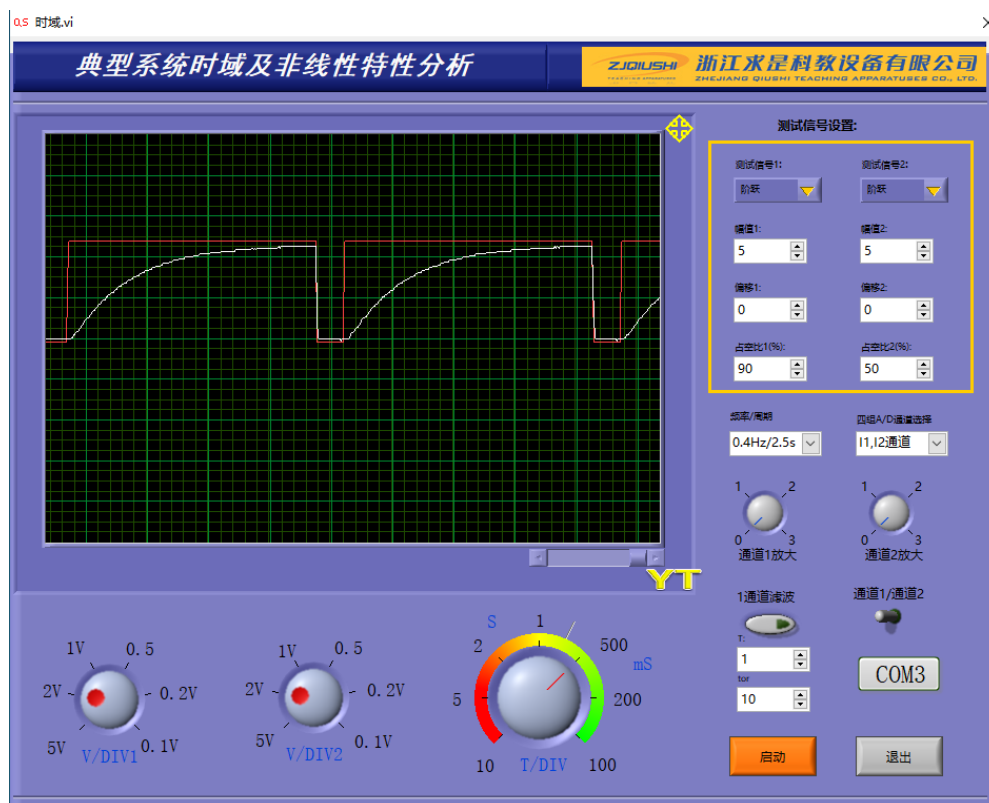 0.S 时域.vi
典型系统时域及非线性特性分析
ZJQIUSHI 浙江求是科教设备有限公司
ZHEJIANG QIUSHI TEACHING APPARATUSES CO., LTD.
测试信号设置:
测试信号1: 测试信号2:
阶跃 阶跃
幅值1: 幅值2:
5 5
偏移1: 偏移2:
0 0
占空比1(%): 占空比2(%):
90 50
频率/周期 四组A/D通道选择
0.4Hz/2.5s I1,I2通道
1 2 1 2
0 3 0 3
通道1放大 通道2放大
YT
1通道滤波 通道1/通道2
T:
1
tor
10
COM3
启动 退出
1V 0.5
2V 0.2V
5V 0.1V
V/DIV1
1V 0.5
2V 0.2V
5V 0.1V
V/DIV2
S 1
2 500
mS
5 200
10 T/DIV 100